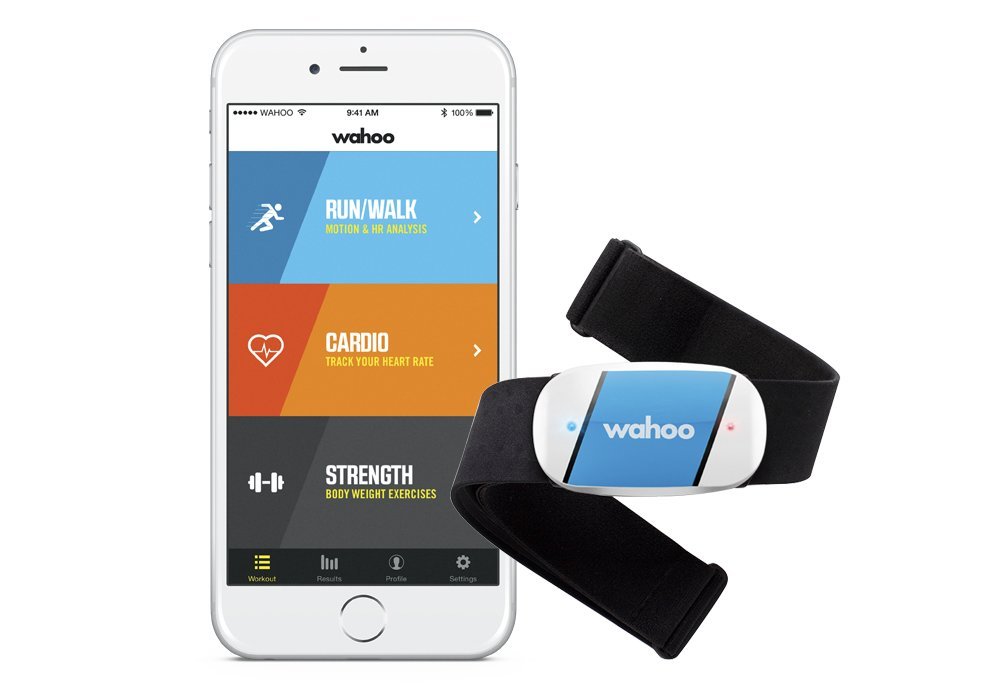 WAHOO 9:41 AM 100%
wahoo
RUN/WALK
MOTION & HR ANALYSIS
CARDIO
TRACK YOUR HEART RATE
STRENGTH
BODY WEIGHT EXERCISES
Workout Results Profile Settings
wahoo